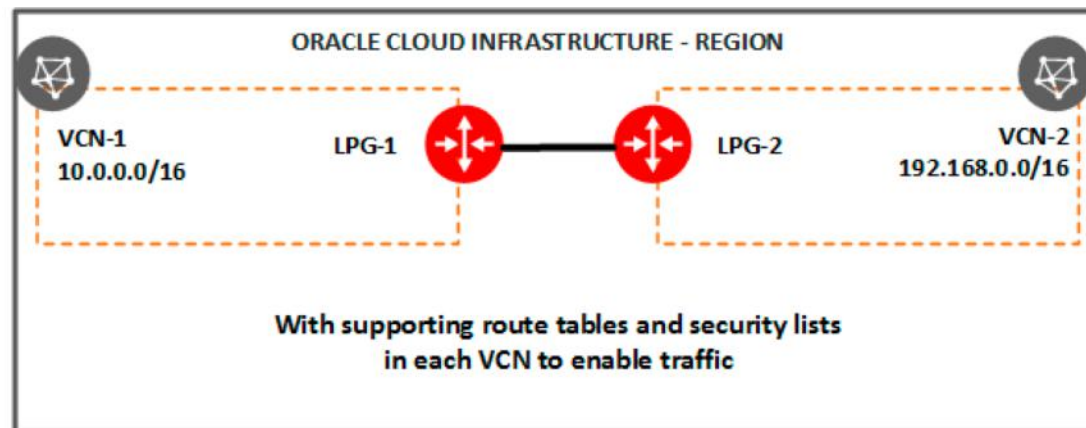 ORACLE CLOUD INFRASTRUCTURE - REGION
VCN-1
10.0.0.0/16
LPG-1
LPG-2
VCN-2
192.168.0.0/16
With supporting route tables and security lists
in each VCN to enable traffic